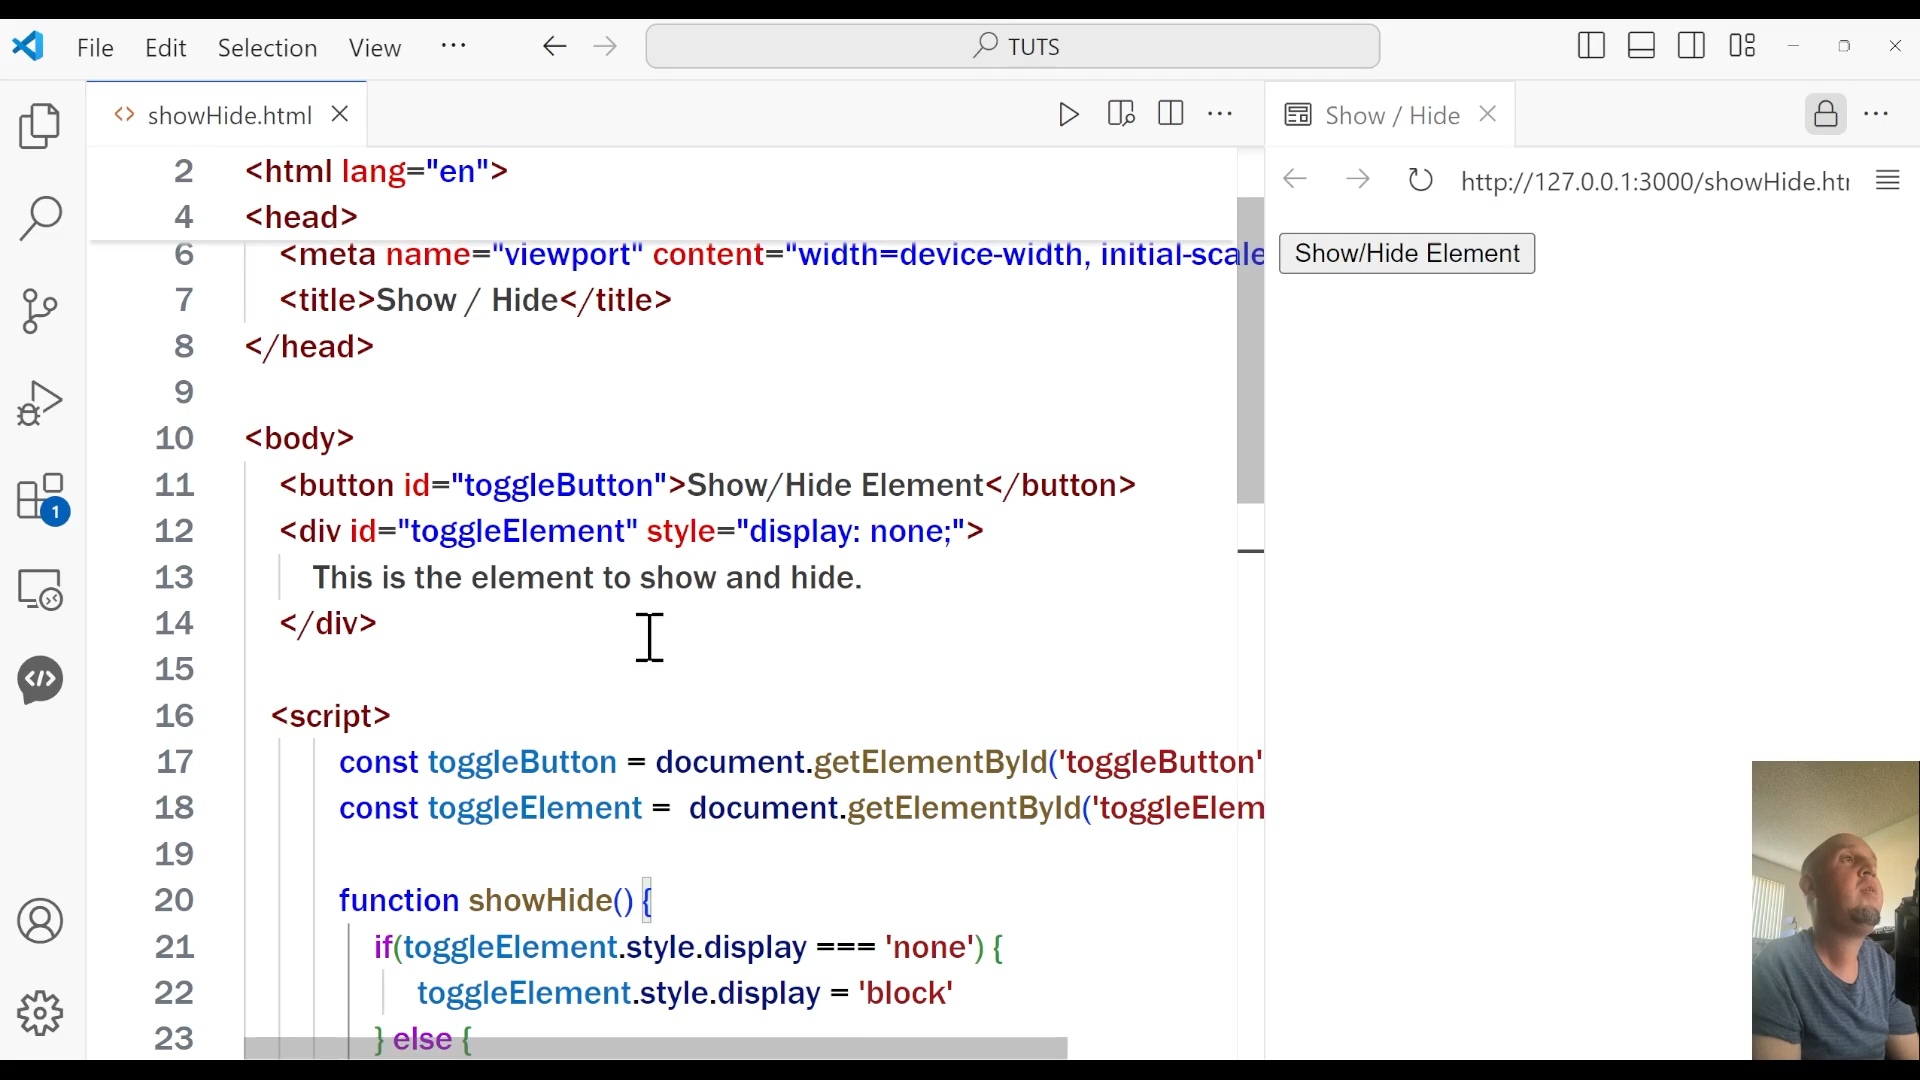 File Edit Selection View ··· TUTS
showHide.html
Show / Hide
http://127.0.0.1:3000/showHide.htı
2 <html lang="en">
4 <head>
6 <meta name="viewport" content="width=device-width, initial-scale
7 <title>Show / Hide</title>
8 </head>
9
10 <body>
11 <button id="toggleButton">Show/Hide Element</button>
12 <div id="toggleElement" style="display: none;">
13 This is the element to show and hide.
14 </div>
15
16 <script>
17 const toggleButton = document.getElementById('toggleButton'
18 const toggleElement = document.getElementById('toggleElem
19
20 function showHide() {
21 if(toggleElement.style.display === 'none') {
22 toggleElement.style.display = 'block'
23 } else {
Show/Hide Element
1